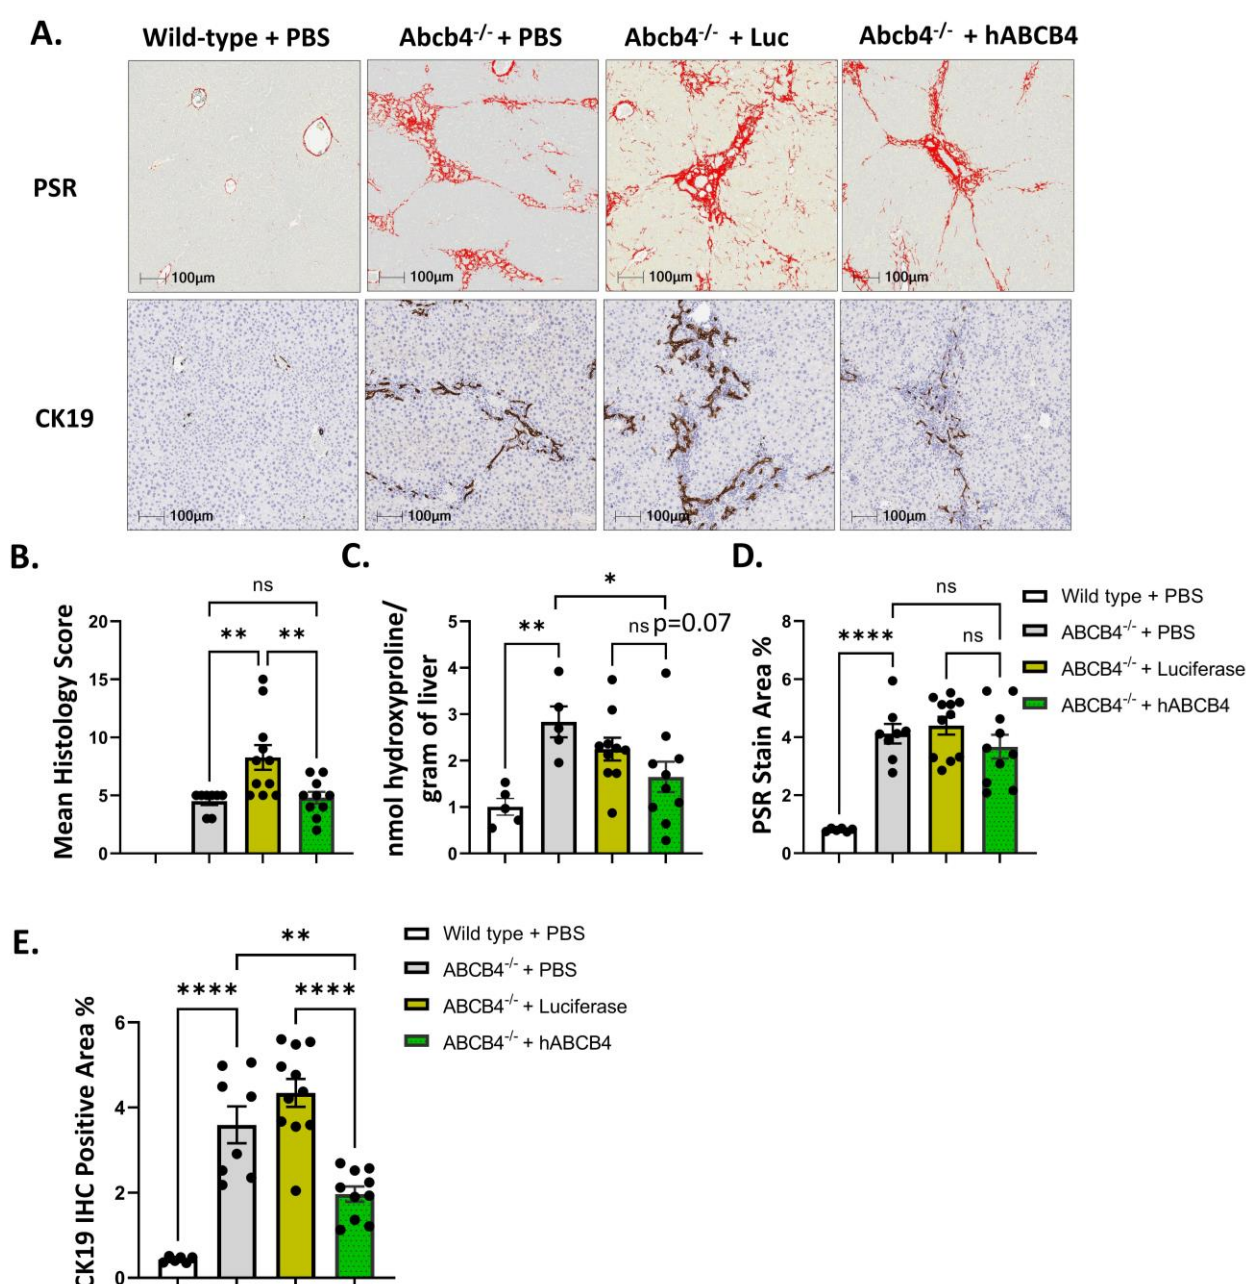 A.
Wild-type + PBS
Abcb4-/- + PBS
Abcb4-/- + Luc
Abcb4-/- + hABCB4
PSR
100µm
100µm
100µm
100µm
CK19
100µm
100µm
100µm
100µm
B.
Mean Histology Score
20
15
10
5
0
ns
**
**
C.
nmol hydroxyproline/
gram of liver
5
4
3
2
1
0
*
**
ns p=0.07
D.
PSR Stain Area %
8
6
4
2
0
ns
****
ns
Wild type + PBS
ABCB4-/- + PBS
ABCB4-/- + Luciferase
ABCB4-/- + hABCB4
E.
CK19 IHC Positive Area %
6
4
2
0
**
****
****
Wild type + PBS
ABCB4-/- + PBS
ABCB4-/- + Luciferase
ABCB4-/- + hABCB4